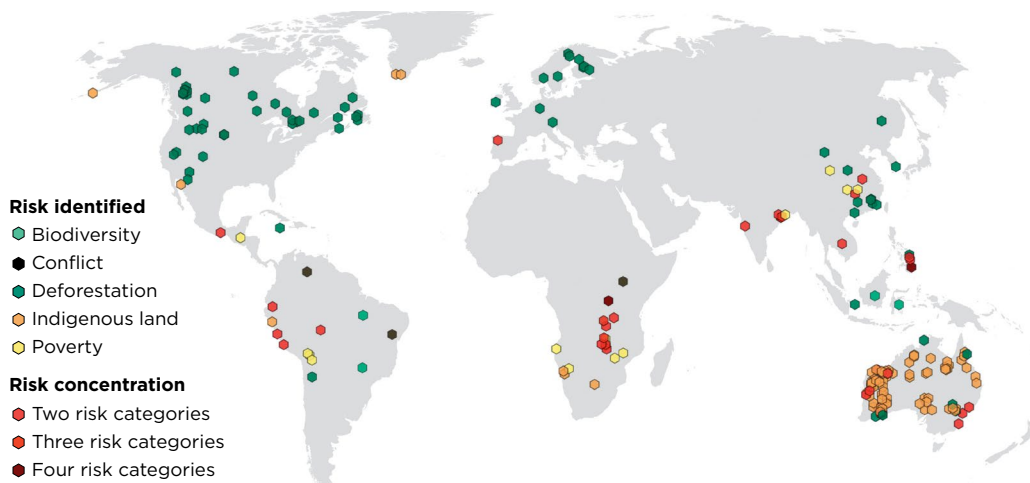 Risk identified
Biodiversity
Conflict
Deforestation
Indigenous land
Poverty
Risk concentration
Two risk categories
Three risk categories
Four risk categories